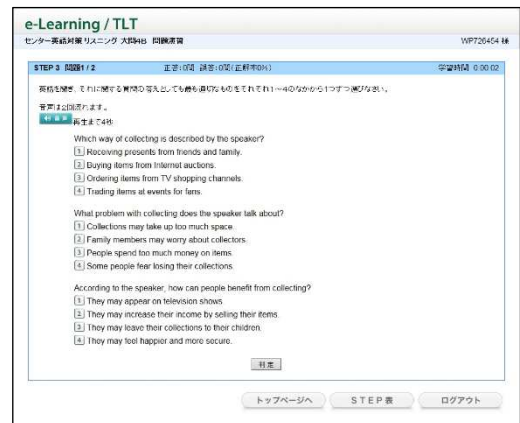 e-Learning / TLT
センター英語対策 リスニング 大問4B 問題演習 WP726454 様
STEP 3 問題1 / 2 正答:0問 誤答:0問(正解率0%) 学習時間 0:00:02
英語を聞き、それに関する質問の答えとして最も適切なものをそれぞれ1～4のなかから1つずつ選びなさい。
音声は2回流れます。
音声 再生まで4秒
Which way of collecting is described by the speaker?
1 Receiving presents from friends and family.
2 Buying items from Internet auctions.
3 Ordering items from TV shopping channels.
4 Trading items at events for fans.
What problem with collecting does the speaker talk about?
1 Collections may take up too much space.
2 Family members may worry about collectors.
3 People spend too much money on items.
4 Some people fear losing their collections.
According to the speaker, how can people benefit from collecting?
1 They may appear on television shows.
2 They may increase their income by selling their items.
3 They may leave their collections to their children.
4 They may feel happier and more secure.
判定
トップページへ STEP表 ログアウト